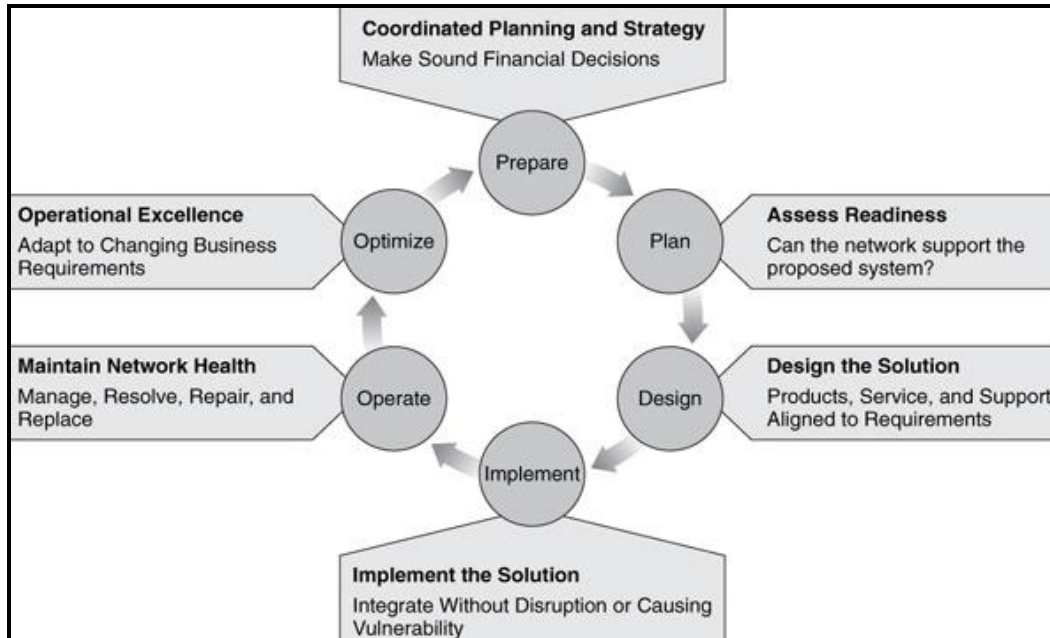 Coordinated Planning and Strategy
Make Sound Financial Decisions
Prepare
Operational Excellence
Adapt to Changing Business
Requirements
Optimize
Plan
Assess Readiness
Can the network support the
proposed system?
Maintain Network Health
Manage, Resolve, Repair, and
Replace
Operate
Design
Design the Solution
Products, Service, and Support
Aligned to Requirements
Implement
Implement the Solution
Integrate Without Disruption or Causing
Vulnerability